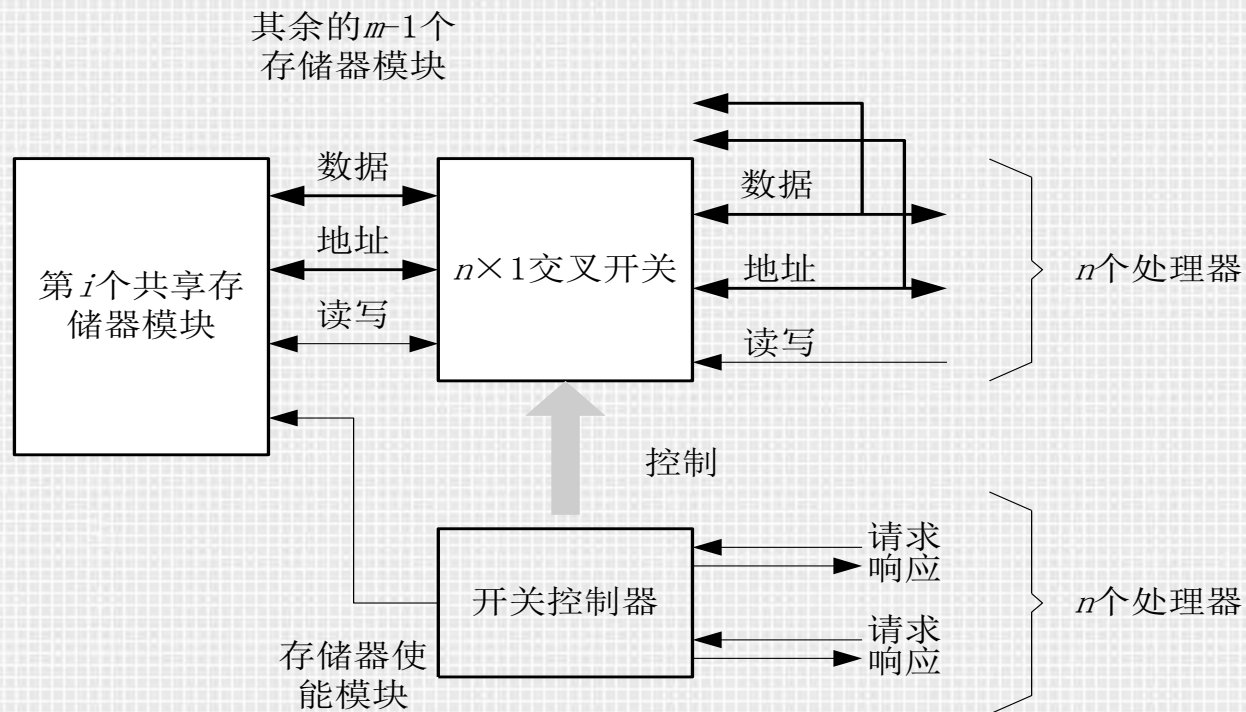 其余的m-1个
存储器模块
数据
地址
读写
第i个共享存
储器模块
n×1交叉开关
数据
地址
读写
n个处理器
控制
开关控制器
存储器使
能模块
请求
响应
请求
响应
n个处理器